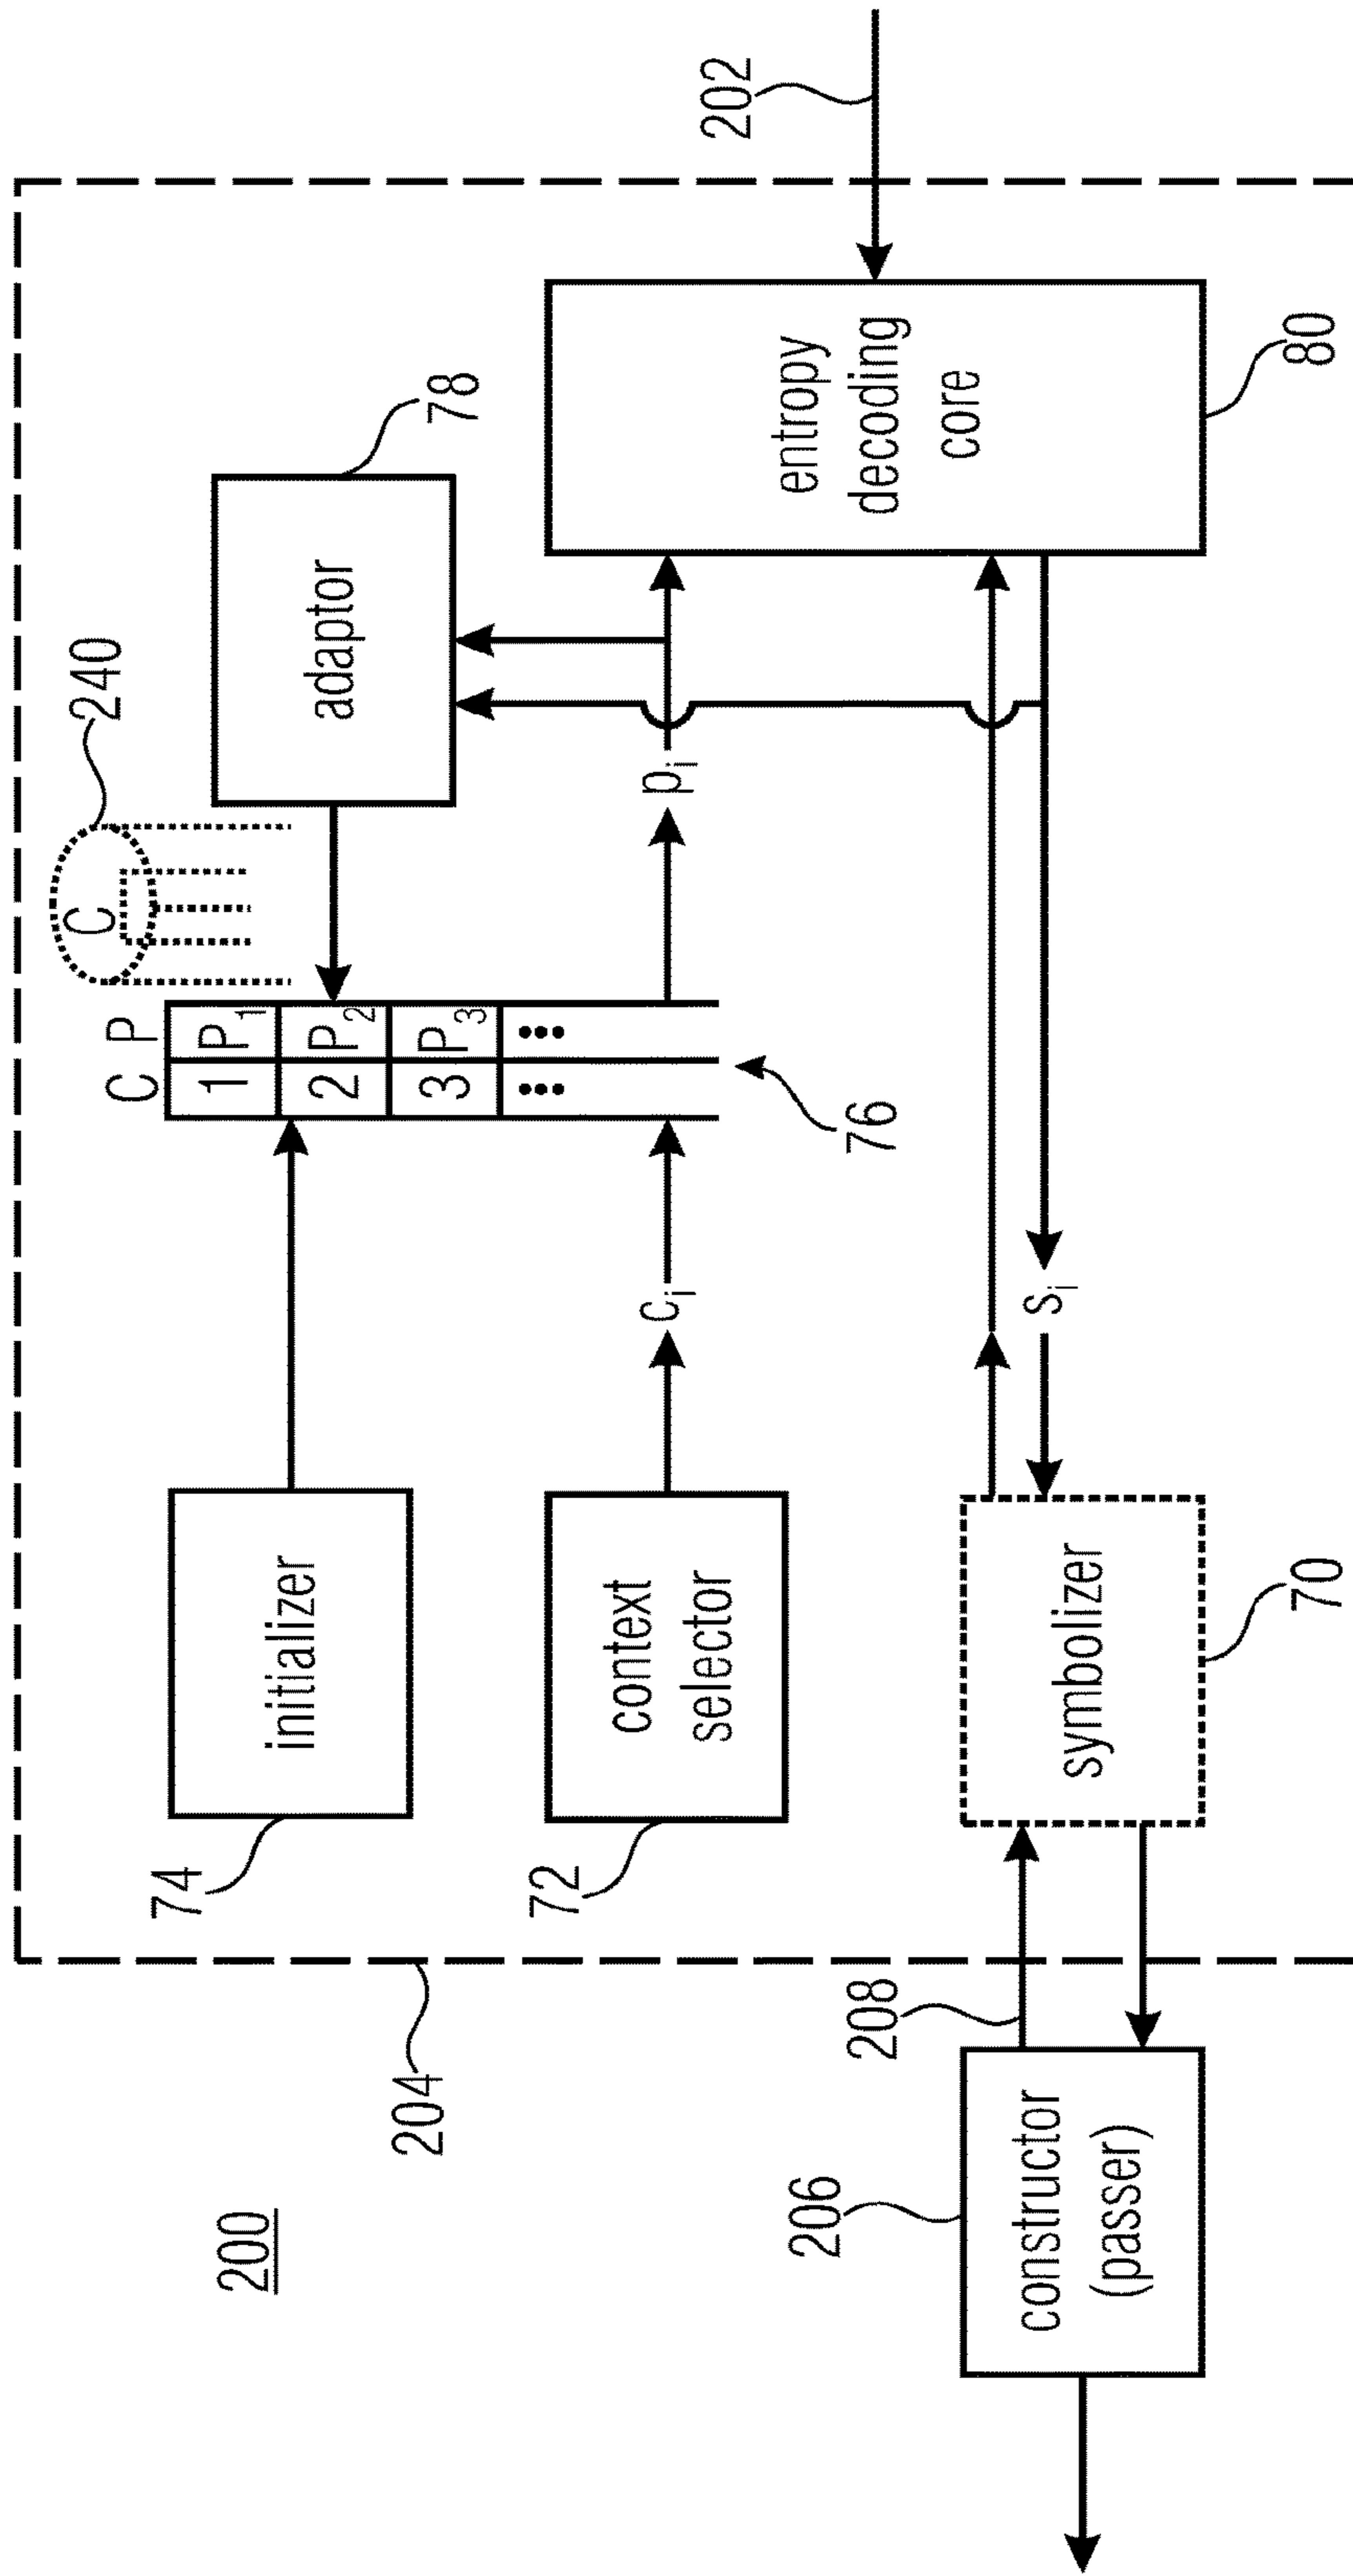 200
204
74
initializer
C P
1 P1
2 P2
3 P3
... ...
C
240
adaptor
78
202
72
context
selector
ci
76
pi
entropy
decoding
core
80
206
constructor
(passer)
208
symbolizer
70
si